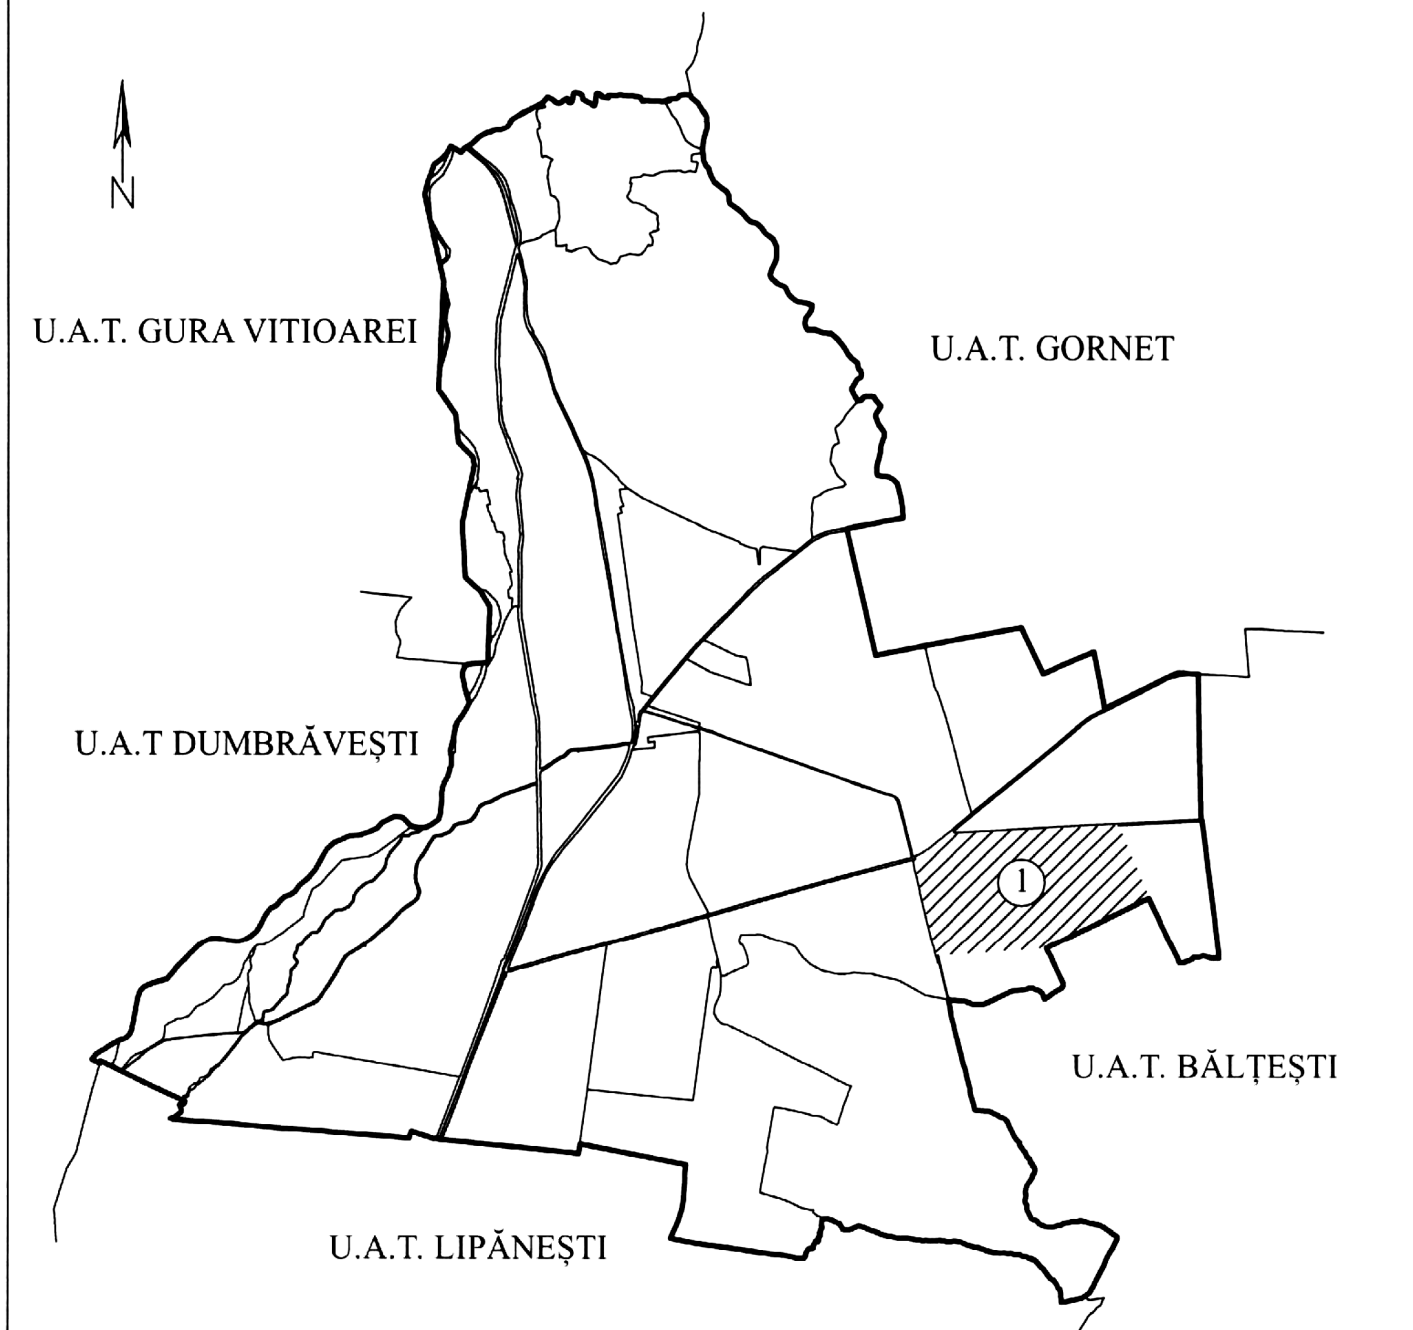 N
U.A.T. GURA VITIOAREI
U.A.T. GORNET
U.A.T DUMBRĂVEȘTI
1
U.A.T. BĂLȚEȘTI
U.A.T. LIPĂNEȘTI